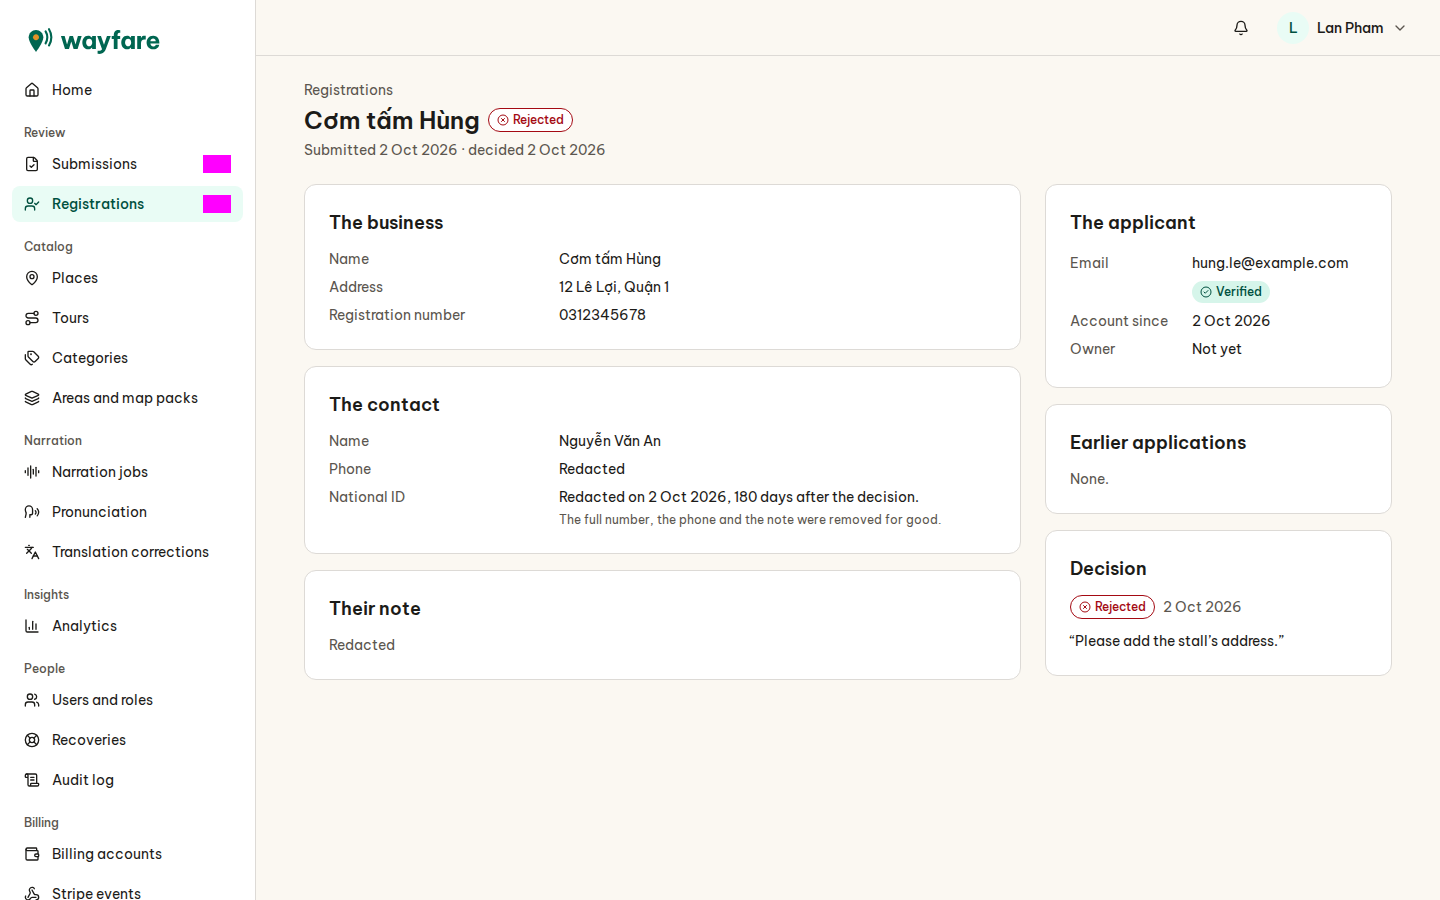 wayfare
Home
Review
Submissions
Registrations
Catalog
Places
Tours
Categories
Areas and map packs
Narration
Narration jobs
Pronunciation
Translation corrections
Insights
Analytics
People
Users and roles
Recoveries
Audit log
Billing
Billing accounts
Stripe events
L Lan Pham
Registrations
Cơm tấm Hùng Rejected
Submitted 2 Oct 2026 · decided 2 Oct 2026
The business
Name Cơm tấm Hùng
Address 12 Lê Lợi, Quận 1
Registration number 0312345678
The contact
Name Nguyễn Văn An
Phone Redacted
National ID Redacted on 2 Oct 2026, 180 days after the decision.
The full number, the phone and the note were removed for good.
Their note
Redacted
The applicant
Email hung.le@example.com
Verified
Account since 2 Oct 2026
Owner Not yet
Earlier applications
None.
Decision
Rejected 2 Oct 2026
“Please add the stall’s address.”